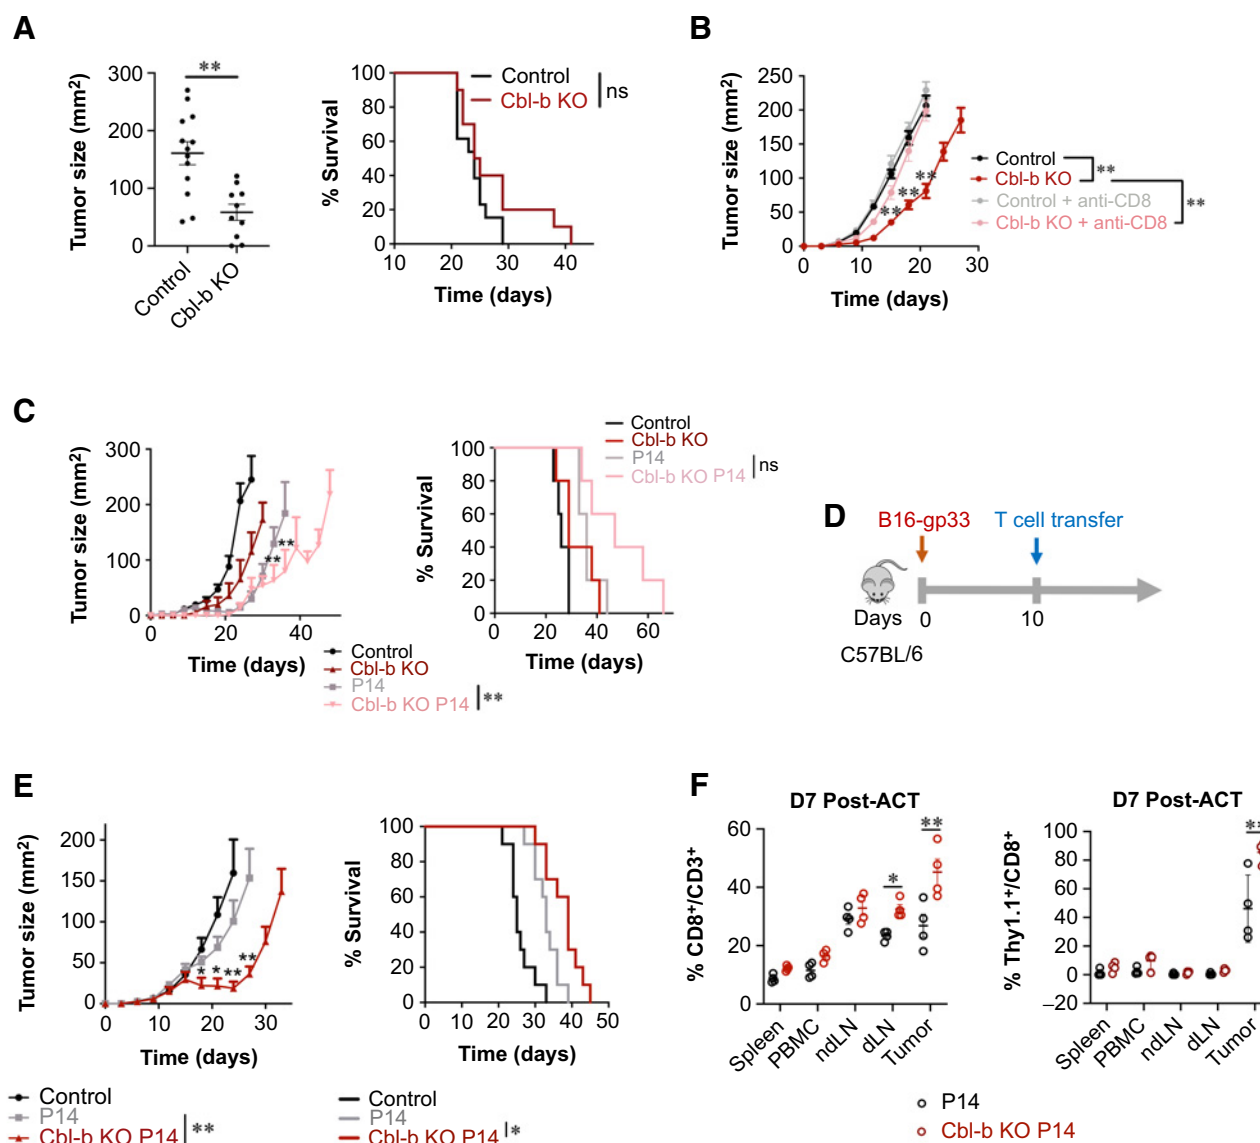 A
Tumor size (mm²)
300
200
100
0
**
Control
Cbl-b KO
% Survival
100
80
60
40
20
0
10
20
30
40
Time (days)
Control
Cbl-b KO
ns
B
Tumor size (mm²)
250
200
150
100
50
0
0
10
20
30
Time (days)
**
**
**
Control
Cbl-b KO
Control + anti-CD8
Cbl-b KO + anti-CD8
**
**
C
Tumor size (mm²)
300
200
100
0
0
20
40
Time (days)
**
**
Control
Cbl-b KO
P14
Cbl-b KO P14
**
% Survival
100
80
60
40
20
0
0
20
40
60
Time (days)
Control
Cbl-b KO
P14
Cbl-b KO P14
ns
D
B16-gp33
T cell transfer
Days
0
10
C57BL/6
E
Tumor size (mm²)
200
150
100
50
0
0
10
20
30
Time (days)
*
*
**
**
Control
P14
Cbl-b KO P14
**
% Survival
100
80
60
40
20
0
0
10
20
30
40
50
Time (days)
Control
P14
Cbl-b KO P14
*
F
D7 Post-ACT
% CD8⁺/CD3⁺
60
40
20
0
*
**
Spleen
PBMC
ndLN
dLN
Tumor
D7 Post-ACT
% Thy1.1⁺/CD8⁺
100
80
60
40
20
0
–20
**
Spleen
PBMC
ndLN
dLN
Tumor
P14
Cbl-b KO P14